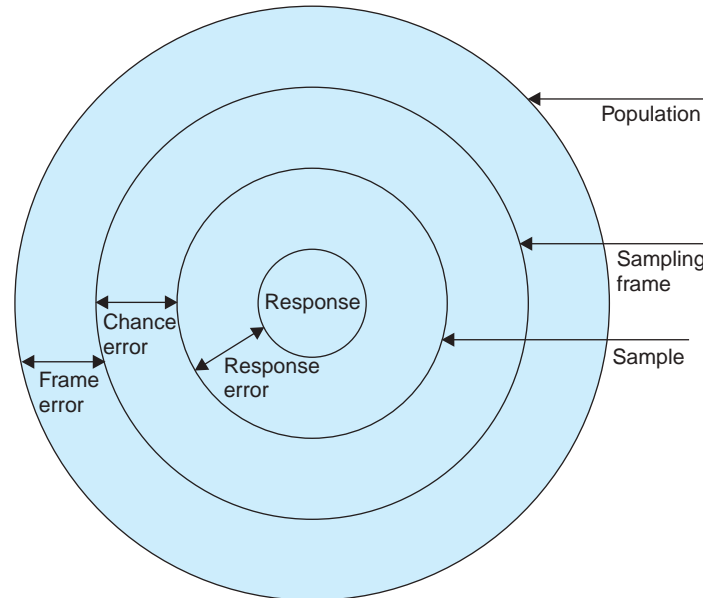 Population
Sampling
frame
Response
Chance
error
Response
error
Sample
Frame
error